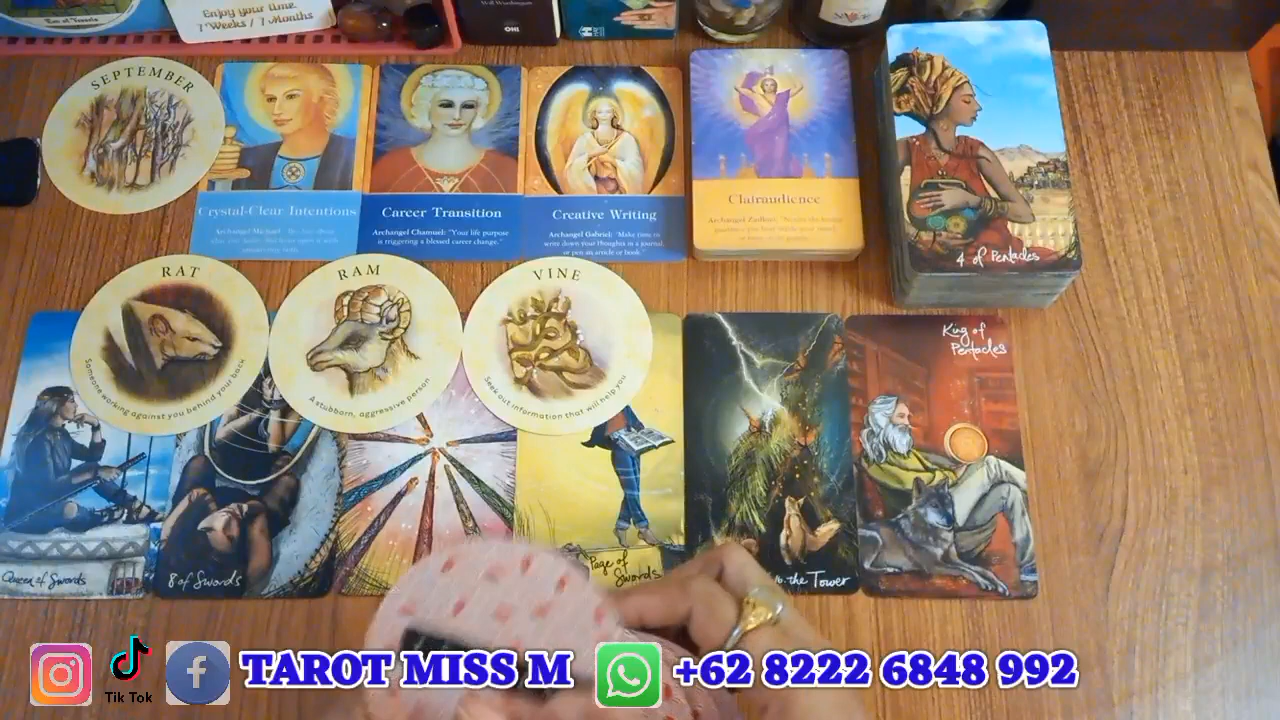 Enjoy your time.
7 Weeks / 7 Months
OH!
SEPTEMBER
Crystal-Clear Intentions
Archangel Michael:
Career Transition
Archangel Chamuel: "Your life purpose
is triggering a blessed career change."
Creative Writing
Archangel Gabriel: "Make time to
write down your thoughts in a journal,
or pen an article or book."
Clairaudience
Archangel Zadkiel:
4 of Pentacles
RAT
Someone working against you behind your back
RAM
A stubborn, aggressive person
VINE
Seek out information that will help you
King of
Pentacles
Queen of Swords
8 of Swords
Page of
Swords
16. the Tower
Tik Tok
TAROT MISS M
+62 8222 6848 992